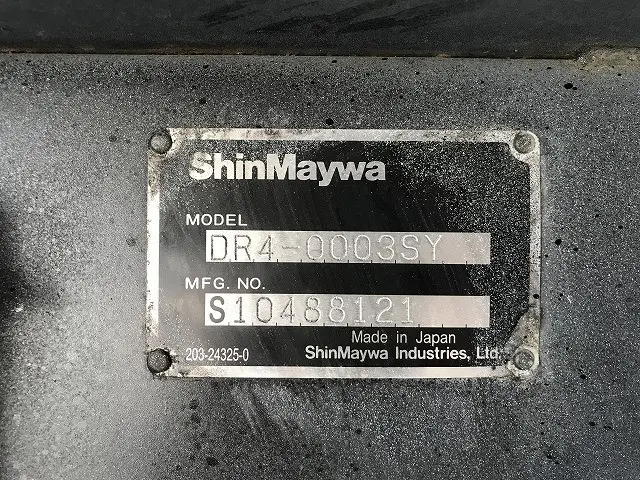 ShinMaywa
MODEL
DR4-0003SY
MFG. NO.
S10488121
Made in Japan
203-24325-0 ShinMaywa Industries, Ltd.